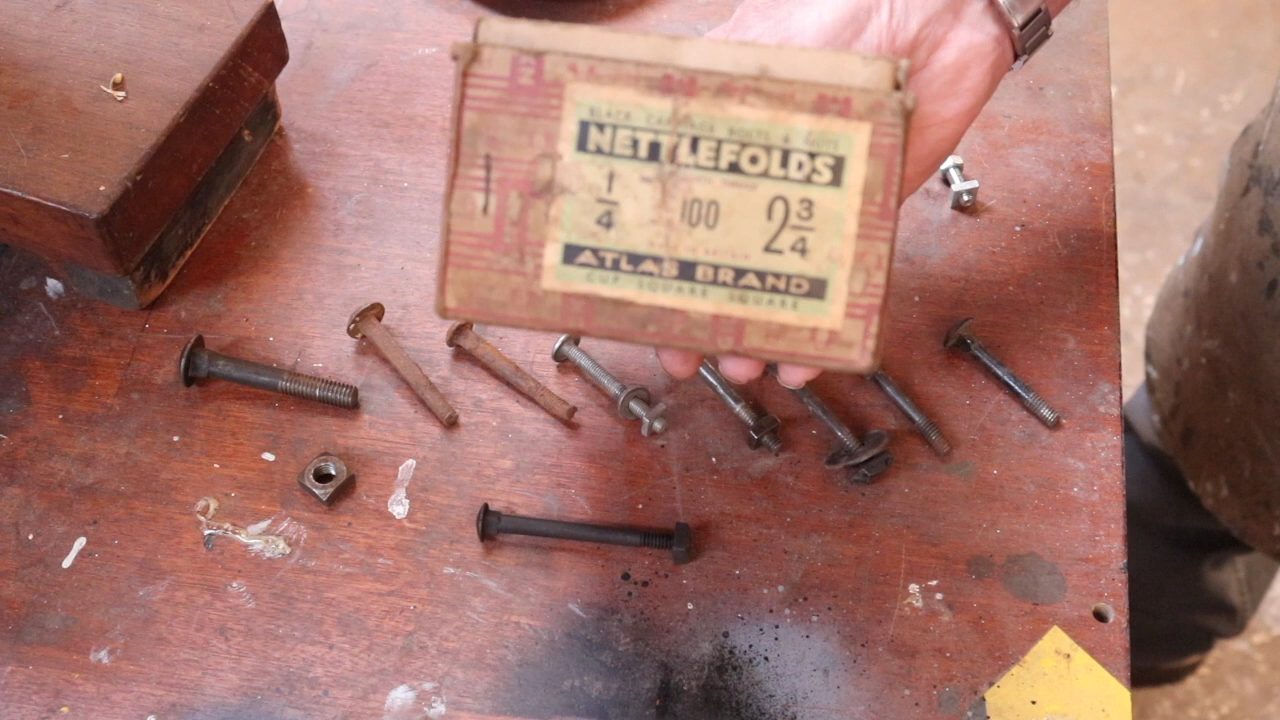 BLACK CARRIAGE BOLTS & NUTS
NETTLEFOLDS
1/4 100 2 3/4
ATLAS BRAND
CUP SQUARE SQUARE